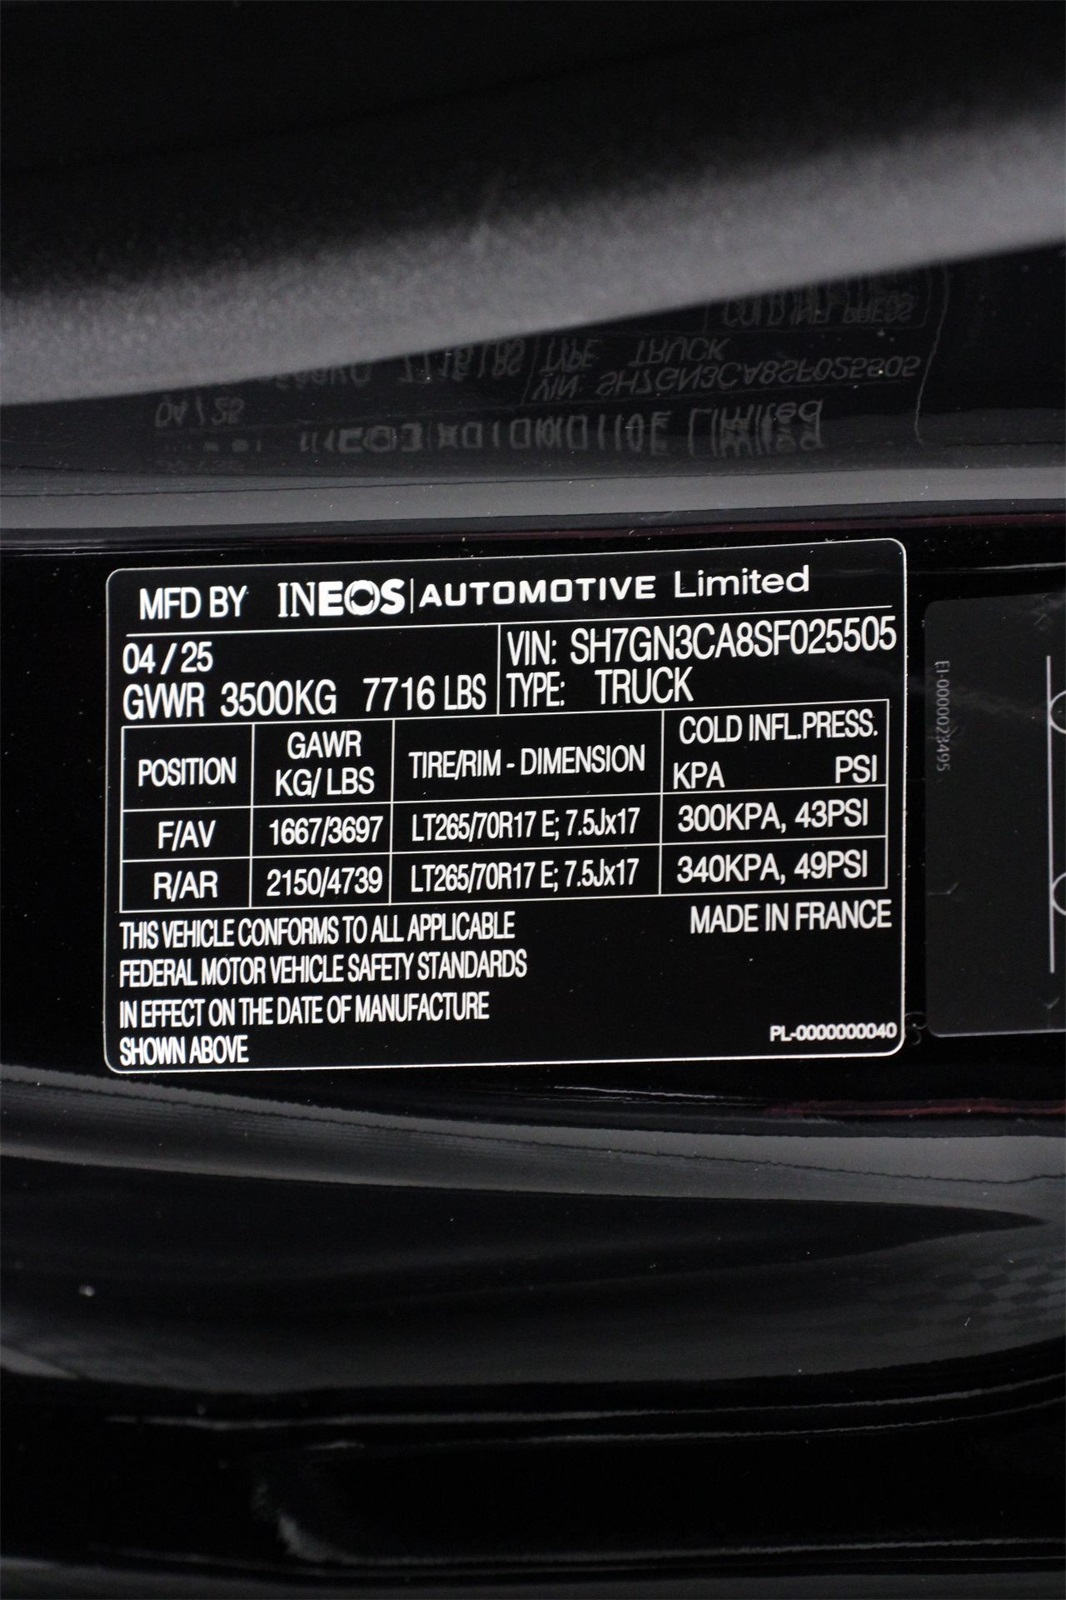 MFD BY INEOS | AUTOMOTIVE Limited
04 / 25
GVWR 3500KG 7716 LBS
VIN: SH7GN3CA8SF025505
TYPE: TRUCK
POSITION GAWR KG/ LBS TIRE/RIM - DIMENSION COLD INFL.PRESS. KPA PSI
F/AV 1667/3697 LT265/70R17 E; 7.5Jx17 300KPA, 43PSI
R/AR 2150/4739 LT265/70R17 E; 7.5Jx17 340KPA, 49PSI
THIS VEHICLE CONFORMS TO ALL APPLICABLE
FEDERAL MOTOR VEHICLE SAFETY STANDARDS
IN EFFECT ON THE DATE OF MANUFACTURE
SHOWN ABOVE
MADE IN FRANCE
PL-0000000040
EI-0000023495